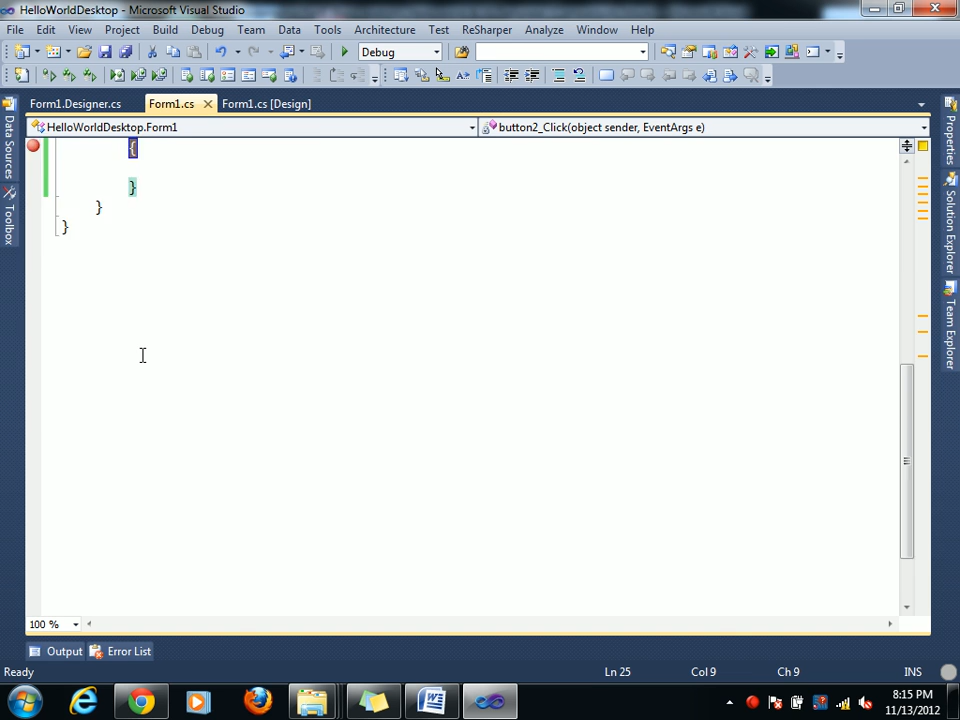 HelloWorldDesktop - Microsoft Visual Studio
File Edit View Project Build Debug Team Data Tools Architecture Test ReSharper Analyze Window Help
Debug
Form1.Designer.cs Form1.cs Form1.cs [Design]
HelloWorldDesktop.Form1 button2_Click(object sender, EventArgs e)
{
}
}
}
Data Sources
Toolbox
Properties
Solution Explorer
Team Explorer
100 %
Output Error List
Ready Ln 25 Col 9 Ch 9 INS
8:15 PM
11/13/2012